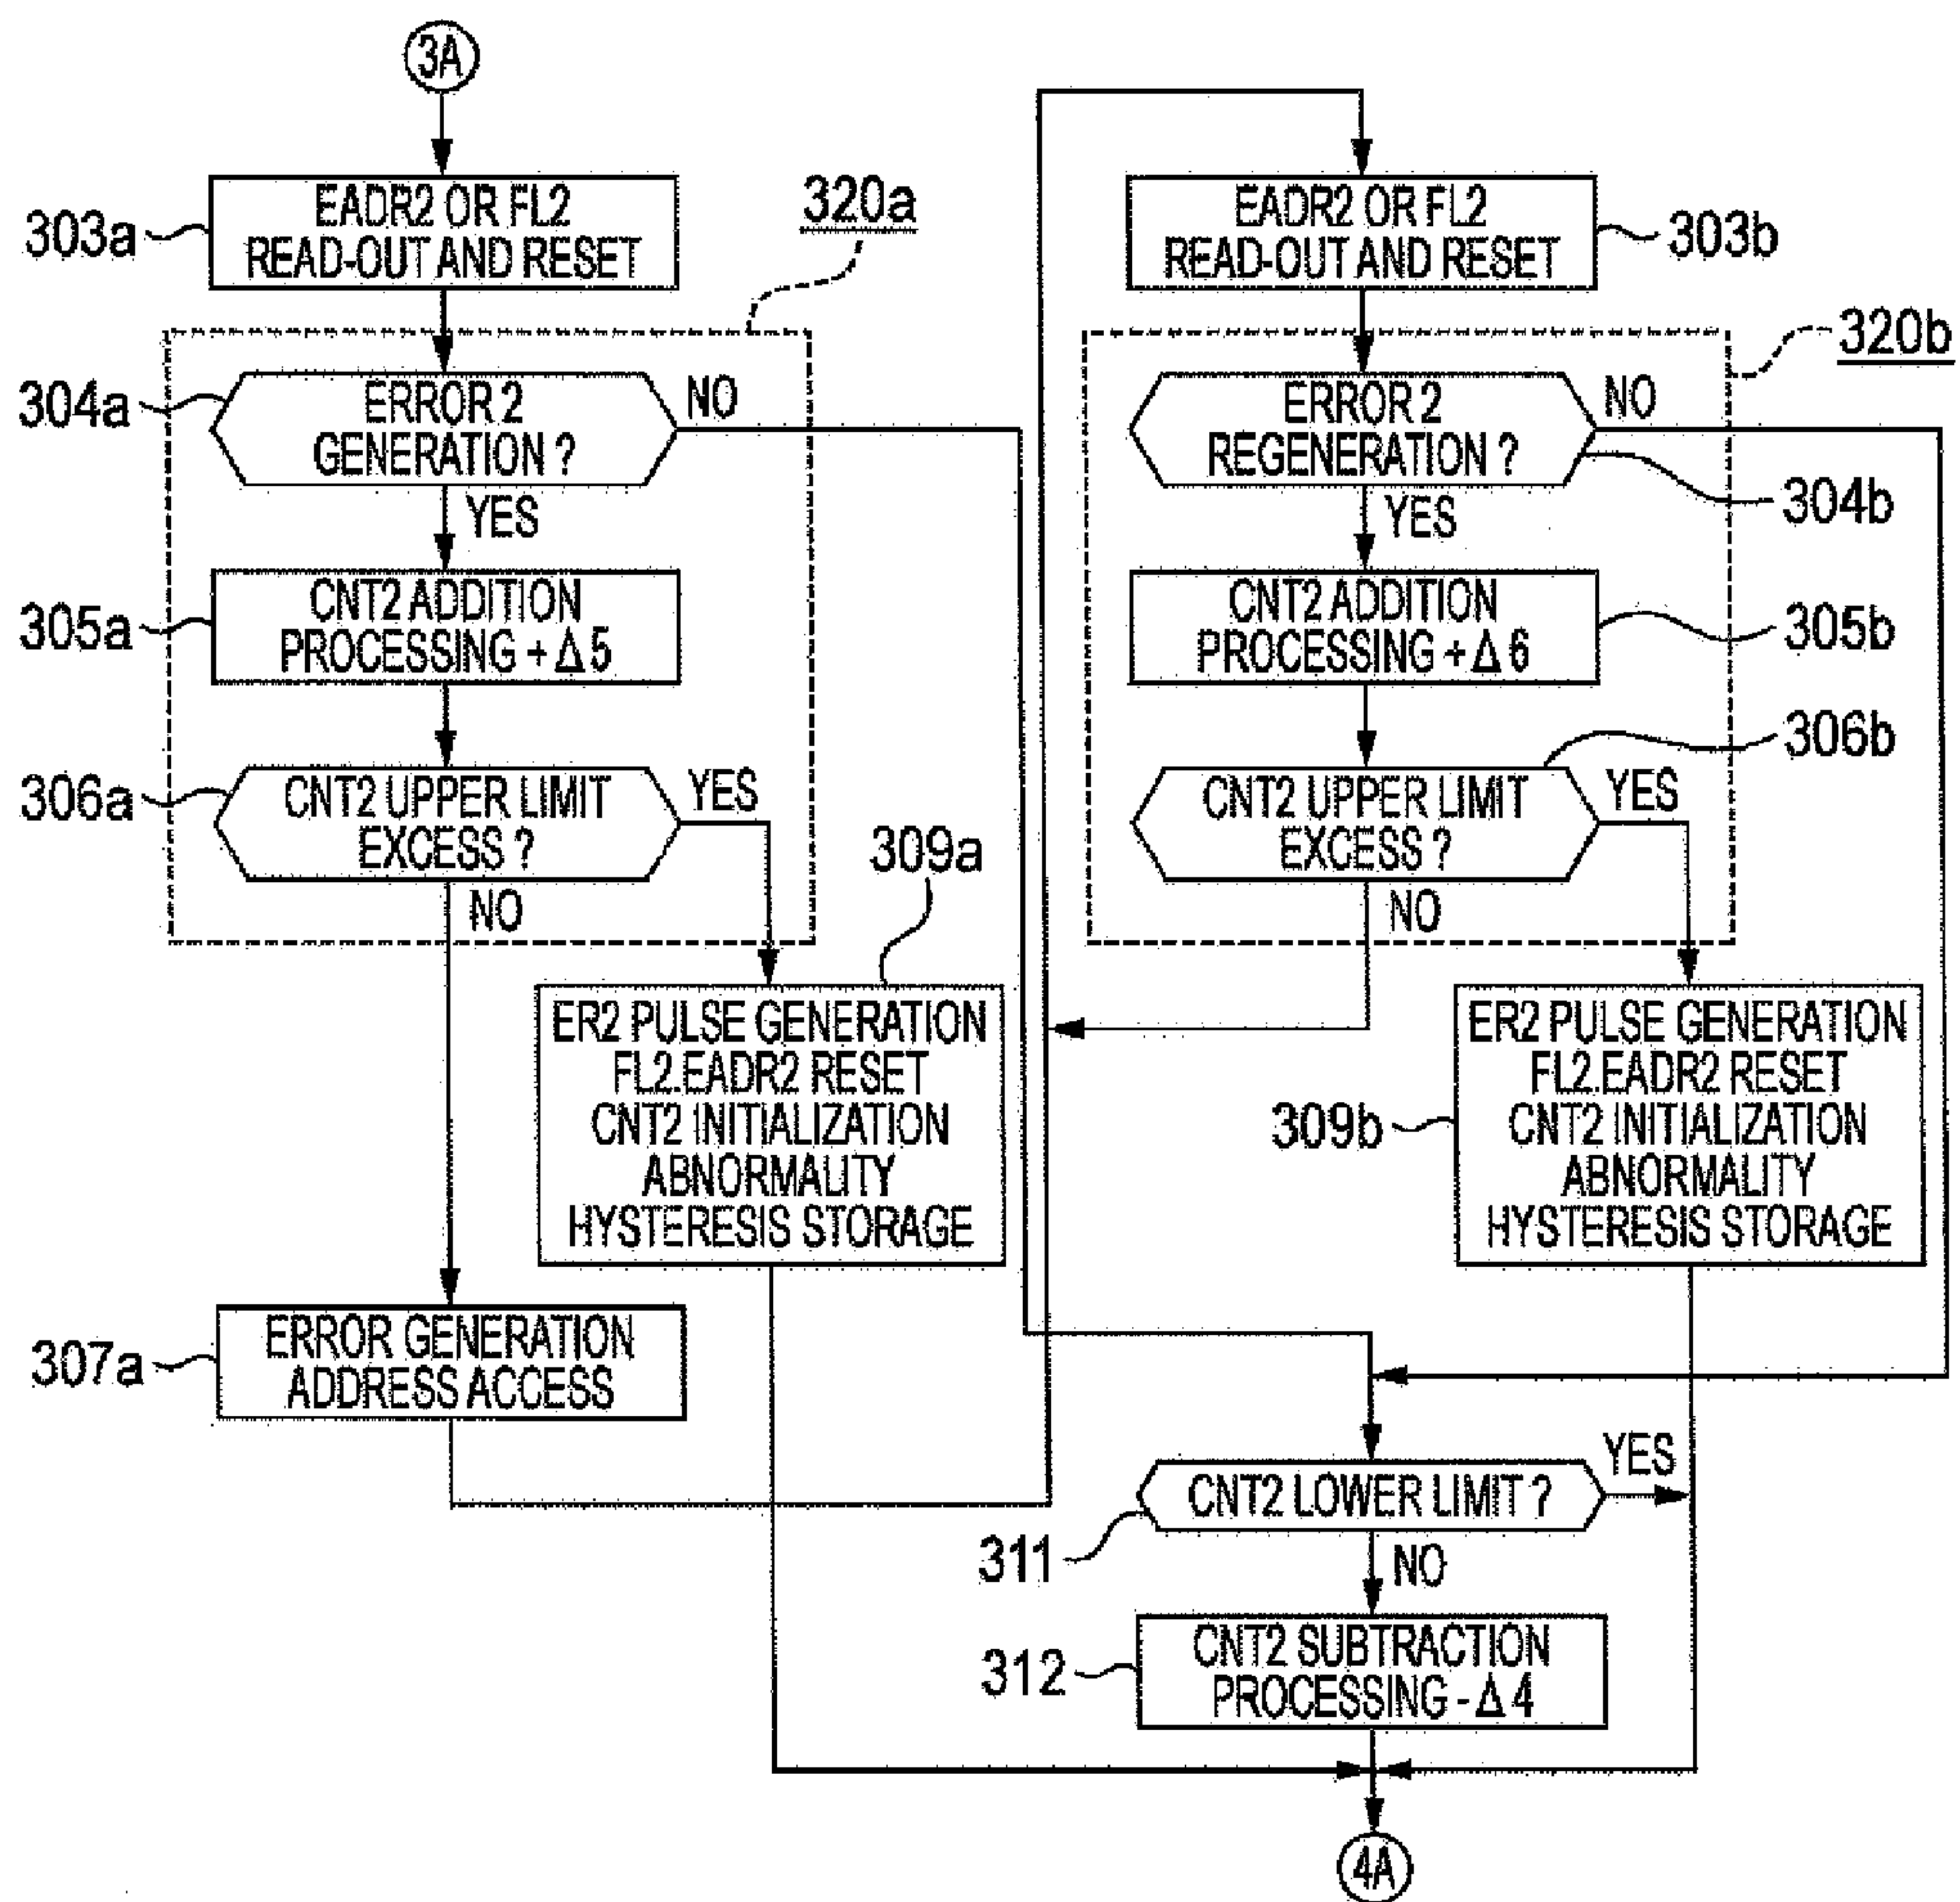 3A
303a
EADR2 OR FL2
READ-OUT AND RESET
320a
304a
ERROR 2
GENERATION ?
NO
YES
305a
CNT2 ADDITION
PROCESSING + Δ5
306a
CNT2 UPPER LIMIT
EXCESS ?
YES
NO
309a
ER2 PULSE GENERATION
FL2.EADR2 RESET
CNT2 INITIALIZATION
ABNORMALITY
HYSTERESIS STORAGE
307a
ERROR GENERATION
ADDRESS ACCESS
EADR2 OR FL2
READ-OUT AND RESET
303b
320b
ERROR 2
REGENERATION ?
NO
304b
YES
CNT2 ADDITION
PROCESSING + Δ6
305b
306b
CNT2 UPPER LIMIT
EXCESS ?
YES
NO
309b
ER2 PULSE GENERATION
FL2.EADR2 RESET
CNT2 INITIALIZATION
ABNORMALITY
HYSTERESIS STORAGE
311
CNT2 LOWER LIMIT ?
YES
NO
312
CNT2 SUBTRACTION
PROCESSING - Δ4
4A